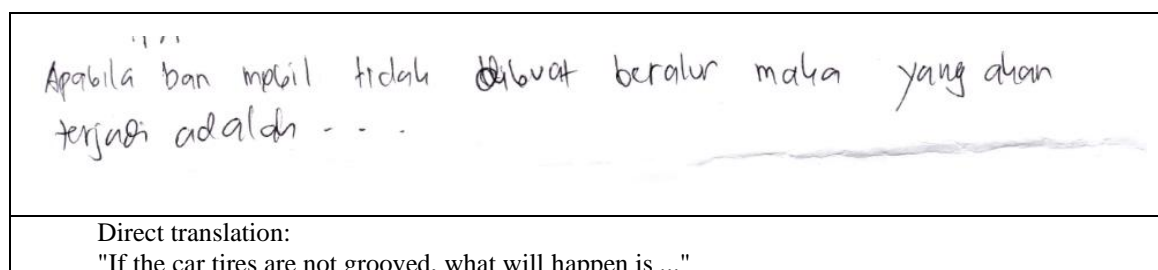 Apabila ban mobil tidak dibuat beralur maka yang akan
terjadi adalah . . .
Direct translation:
"If the car tires are not grooved, what will happen is ..."